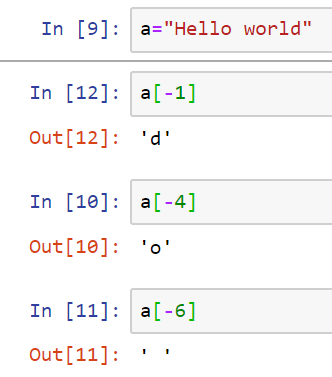 In [9]: a="Hello world"
In [12]: a[-1]
Out[12]: 'd'
In [10]: a[-4]
Out[10]: 'o'
In [11]: a[-6]
Out[11]: ' '